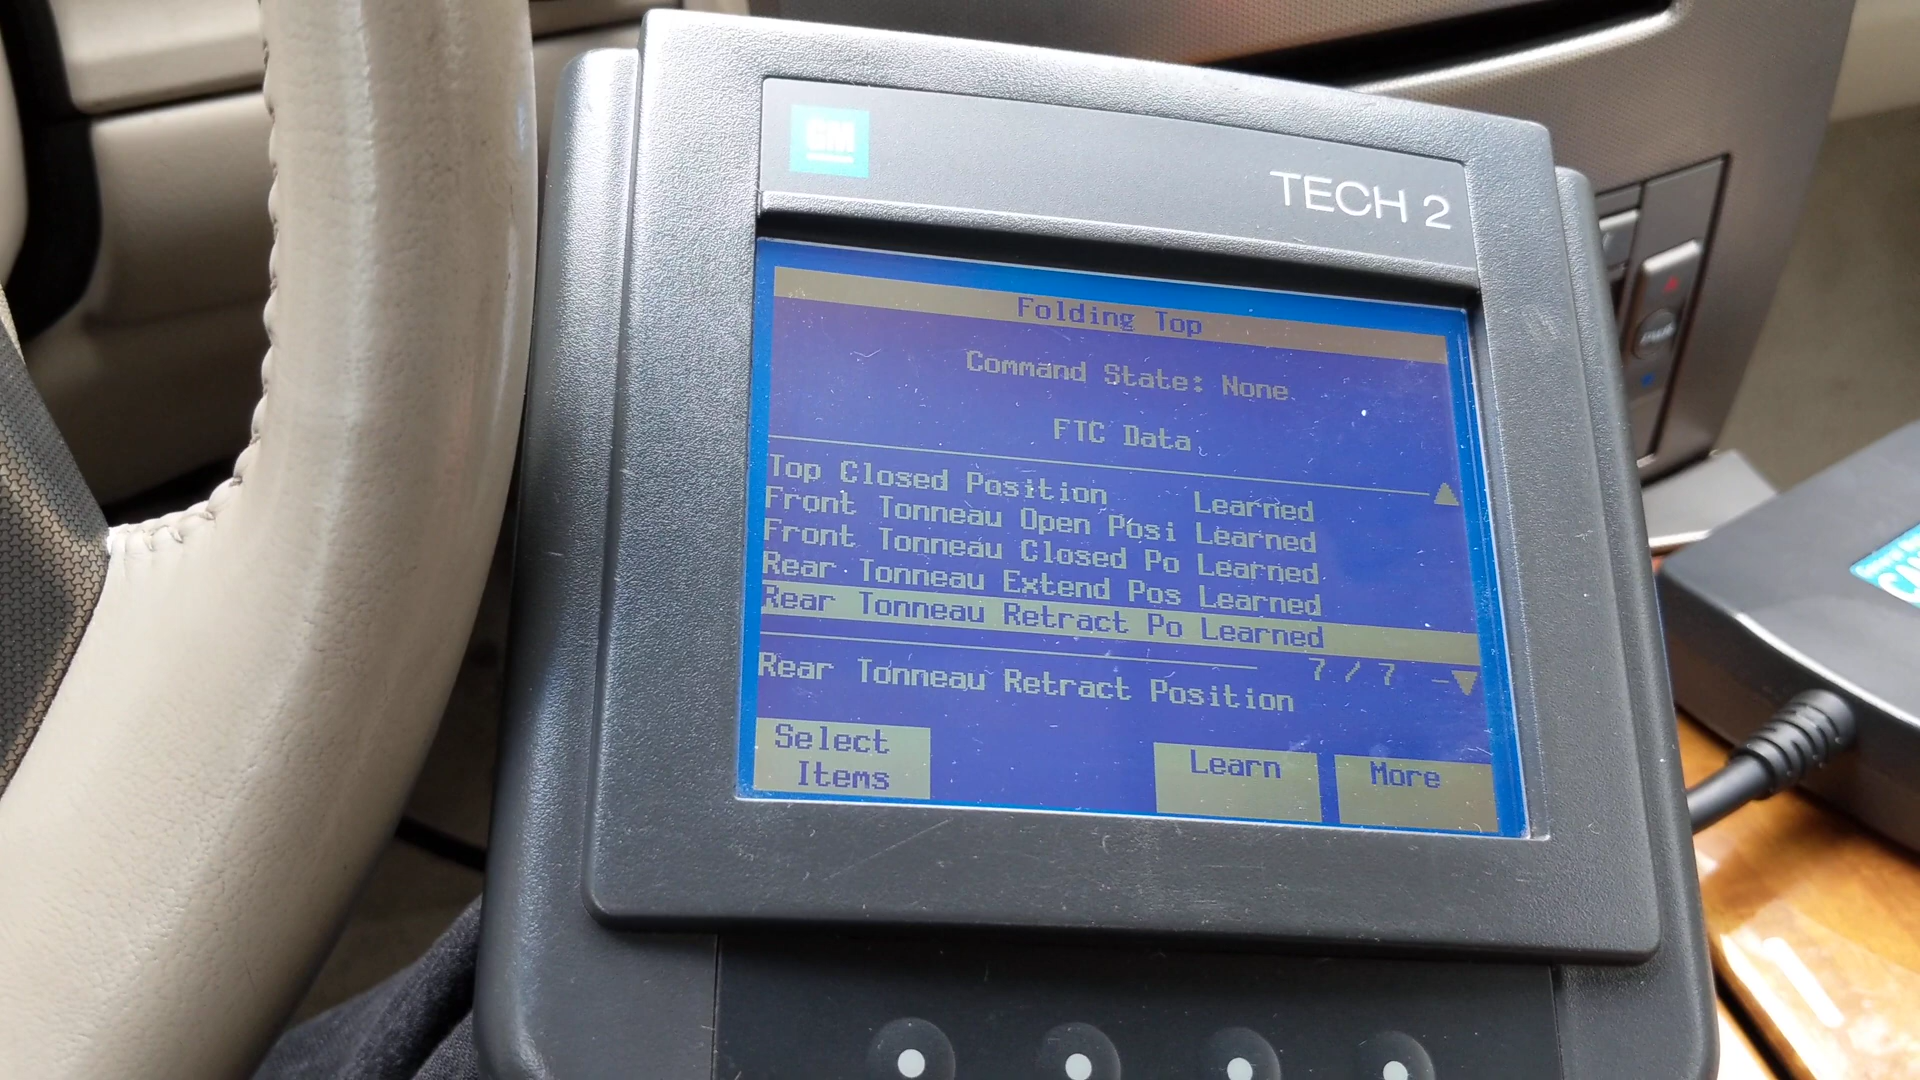 GM
TECH 2
Folding Top
Command State: None
FTC Data
Top Closed Position Learned
Front Tonneau Open Posi Learned
Front Tonneau Closed Po Learned
Rear Tonneau Extend Pos Learned
Rear Tonneau Retract Po Learned
7 / 7
Rear Tonneau Retract Position
Select Items
Learn
More